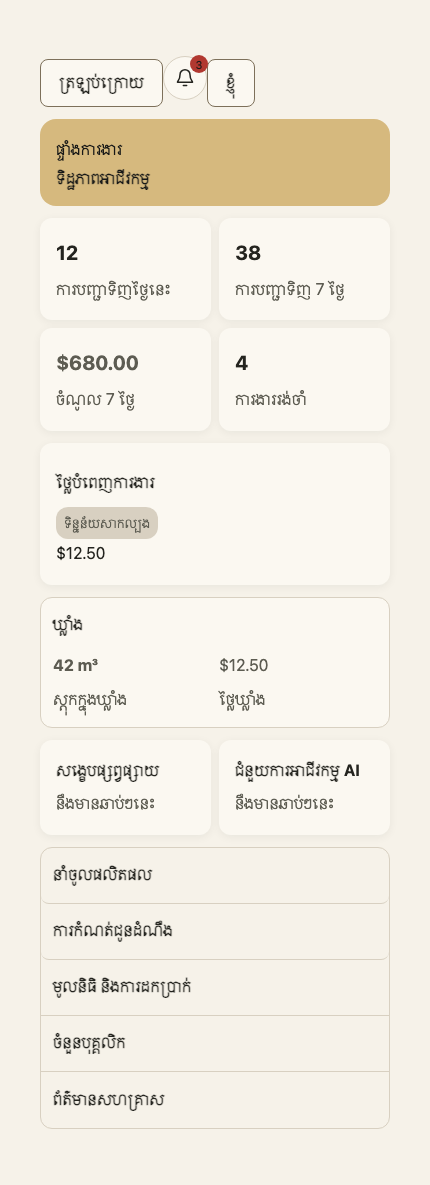 ត្រឡប់ក្រោយ
3
ខ្ញុំ
ផ្ទាំងការងារ
ទិដ្ឋភាពអាជីវកម្ម
12
ការបញ្ជាទិញថ្ងៃនេះ
38
ការបញ្ជាទិញ 7 ថ្ងៃ
$680.00
ចំណូល 7 ថ្ងៃ
4
ការងាររង់ចាំ
ថ្លៃបំពេញការងារ
ទិន្នន័យសាកល្បង
$12.50
ឃ្លាំង
42 m³
ស្តុកក្នុងឃ្លាំង
$12.50
ថ្លៃឃ្លាំង
សង្ខេបផ្សព្វផ្សាយ
នឹងមានឆាប់ៗនេះ
ជំនួយការអាជីវកម្ម AI
នឹងមានឆាប់ៗនេះ
នាំចូលផលិតផល
ការកំណត់ជូនដំណឹង
មូលនិធិ និងការដកប្រាក់
ចំនួនបុគ្គលិក
ព័ត៌មានសហគ្រាស